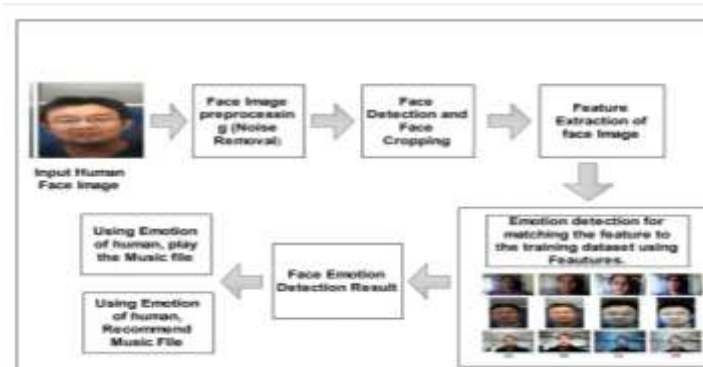 Face Image
preprocessin
g (Noise
Removal)
Face
Detection and
Face
Cropping
Feature
Extraction of
face Image
Input Human
Face Image
Emotion detection for
matching the feature to
the training dataset using
Feautures.
Face Emotion
Detection Result
Using Emotion
of human, play
the Music file
Using Emotion
of human,
Recommend
Music File